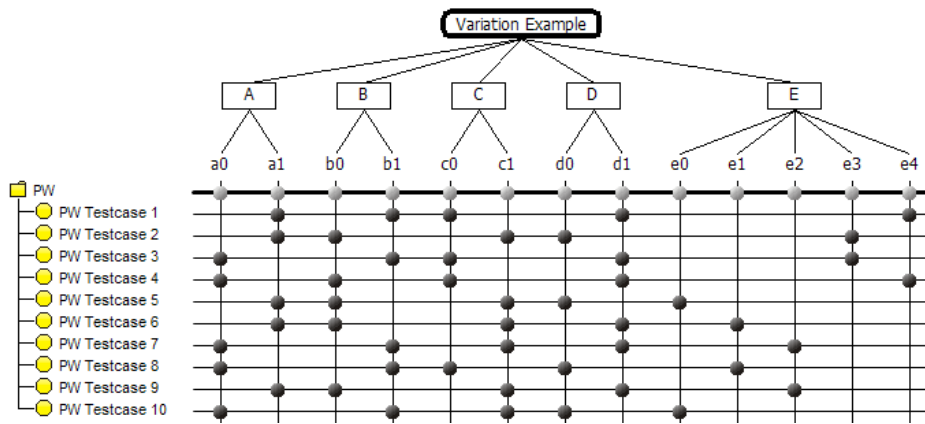 Variation Example
A B C D E
a0 a1 b0 b1 c0 c1 d0 d1 e0 e1 e2 e3 e4
PW
PW Testcase 1
PW Testcase 2
PW Testcase 3
PW Testcase 4
PW Testcase 5
PW Testcase 6
PW Testcase 7
PW Testcase 8
PW Testcase 9
PW Testcase 10